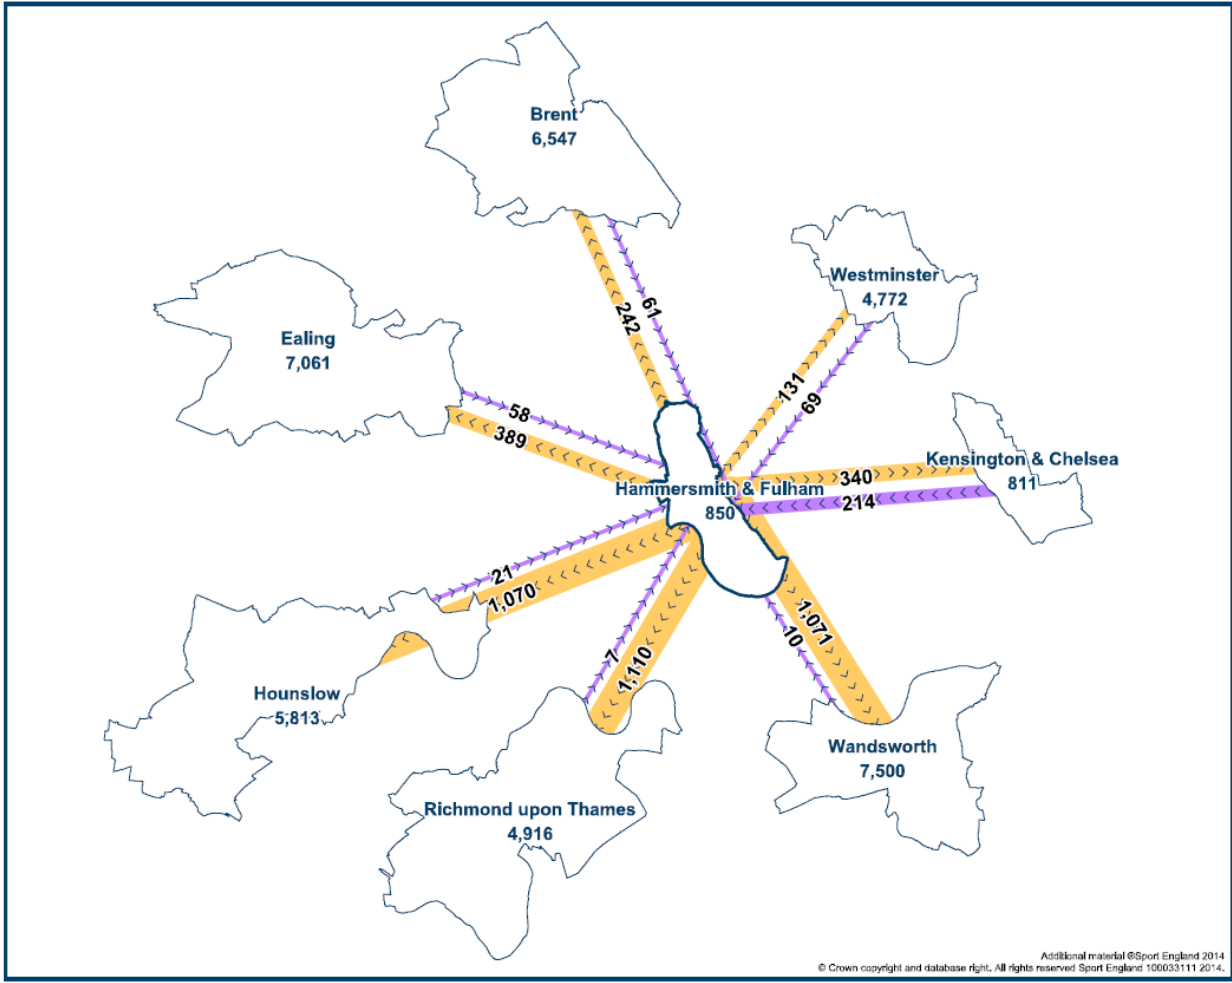 Brent
6,547
Westminster
4,772
61
242
Ealing
7,061
131
69
58
389
Kensington & Chelsea
811
340
214
Hammersmith & Fulham
850
21
1,070
10
1,071
7
1,110
Hounslow
5,813
Wandsworth
7,500
Richmond upon Thames
4,916
Additional material ©Sport England 2014
© Crown copyright and database right. All rights reserved Sport England 100033111 2014.